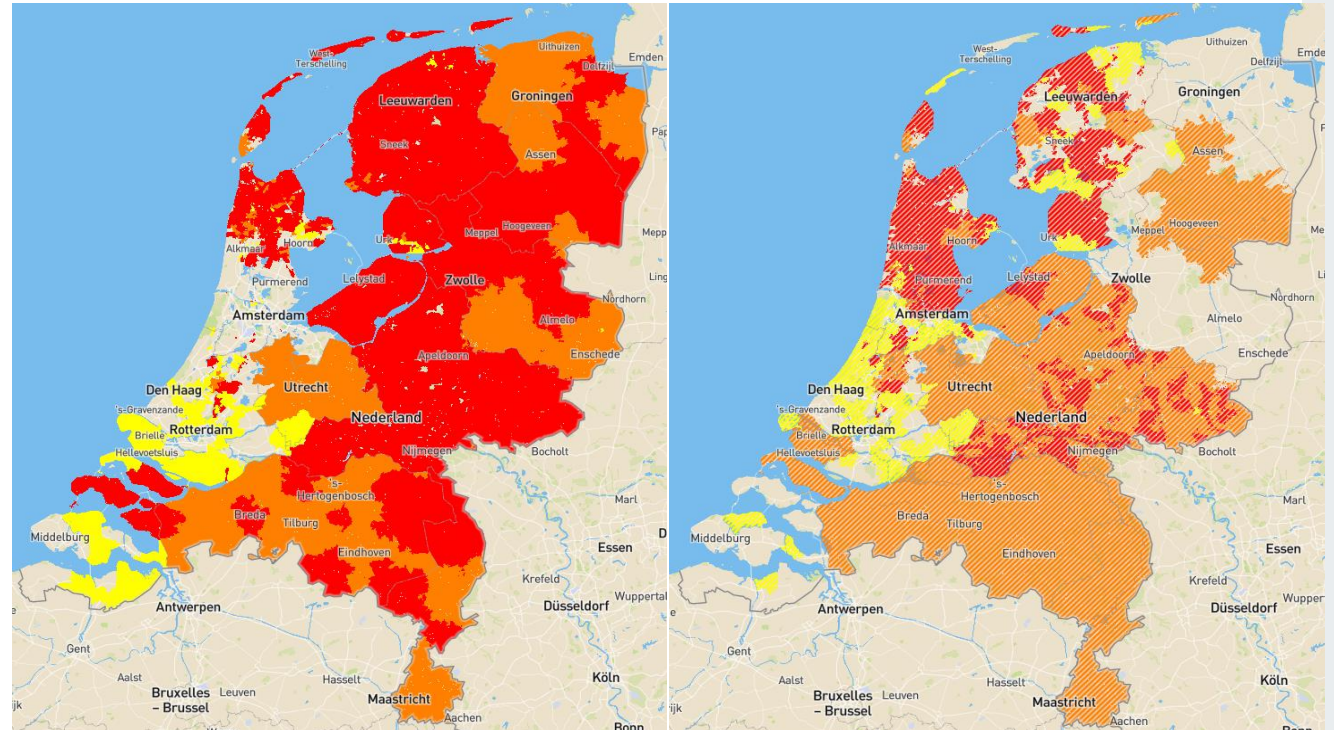 Uithuizen
Emden
Delfzijl
West-
Terschelling
Leeuwarden
Groningen
Sneek
Assen
Hoogeveen
Meppel
Urk
Alkmaar
Hoorn
Purmerend
Lelystad
Zwolle
Nordhorn
Amsterdam
Almelo
Apeldoorn
Enschede
Den Haag
Utrecht
's-Gravenzande
Nederland
Rotterdam
Brielle
Hellevoetsluis
Nijmegen
Bocholt
's-
Hertogenbosch
Marl
Breda
Tilburg
Middelburg
Eindhoven
Essen
Krefeld
Antwerpen
Düsseldorf
Gent
Aalst
Hasselt
Köln
Bruxelles
– Brussel
Leuven
Maastricht
Aachen
Uithuizen
Delfzijl
West-
Terschelling
Leeuwarden
Groningen
Sneek
Assen
Hoogeveen
Meppel
Urk
Alkmaar
Hoorn
Purmerend
Lelystad
Zwolle
Nordhorn
Amsterdam
Almelo
Apeldoorn
Enschede
Den Haag
Utrecht
's-Gravenzande
Nederland
Rotterdam
Brielle
Hellevoetsluis
Nijmegen
Bocholt
's-
Hertogenbosch
Marl
Breda
Tilburg
Middelburg
Eindhoven
Essen
Krefeld
Antwerpen
Düsseldorf
Gent
Aalst
Hasselt
Köln
Bruxelles
– Brussel
Leuven
Maastricht
Aachen